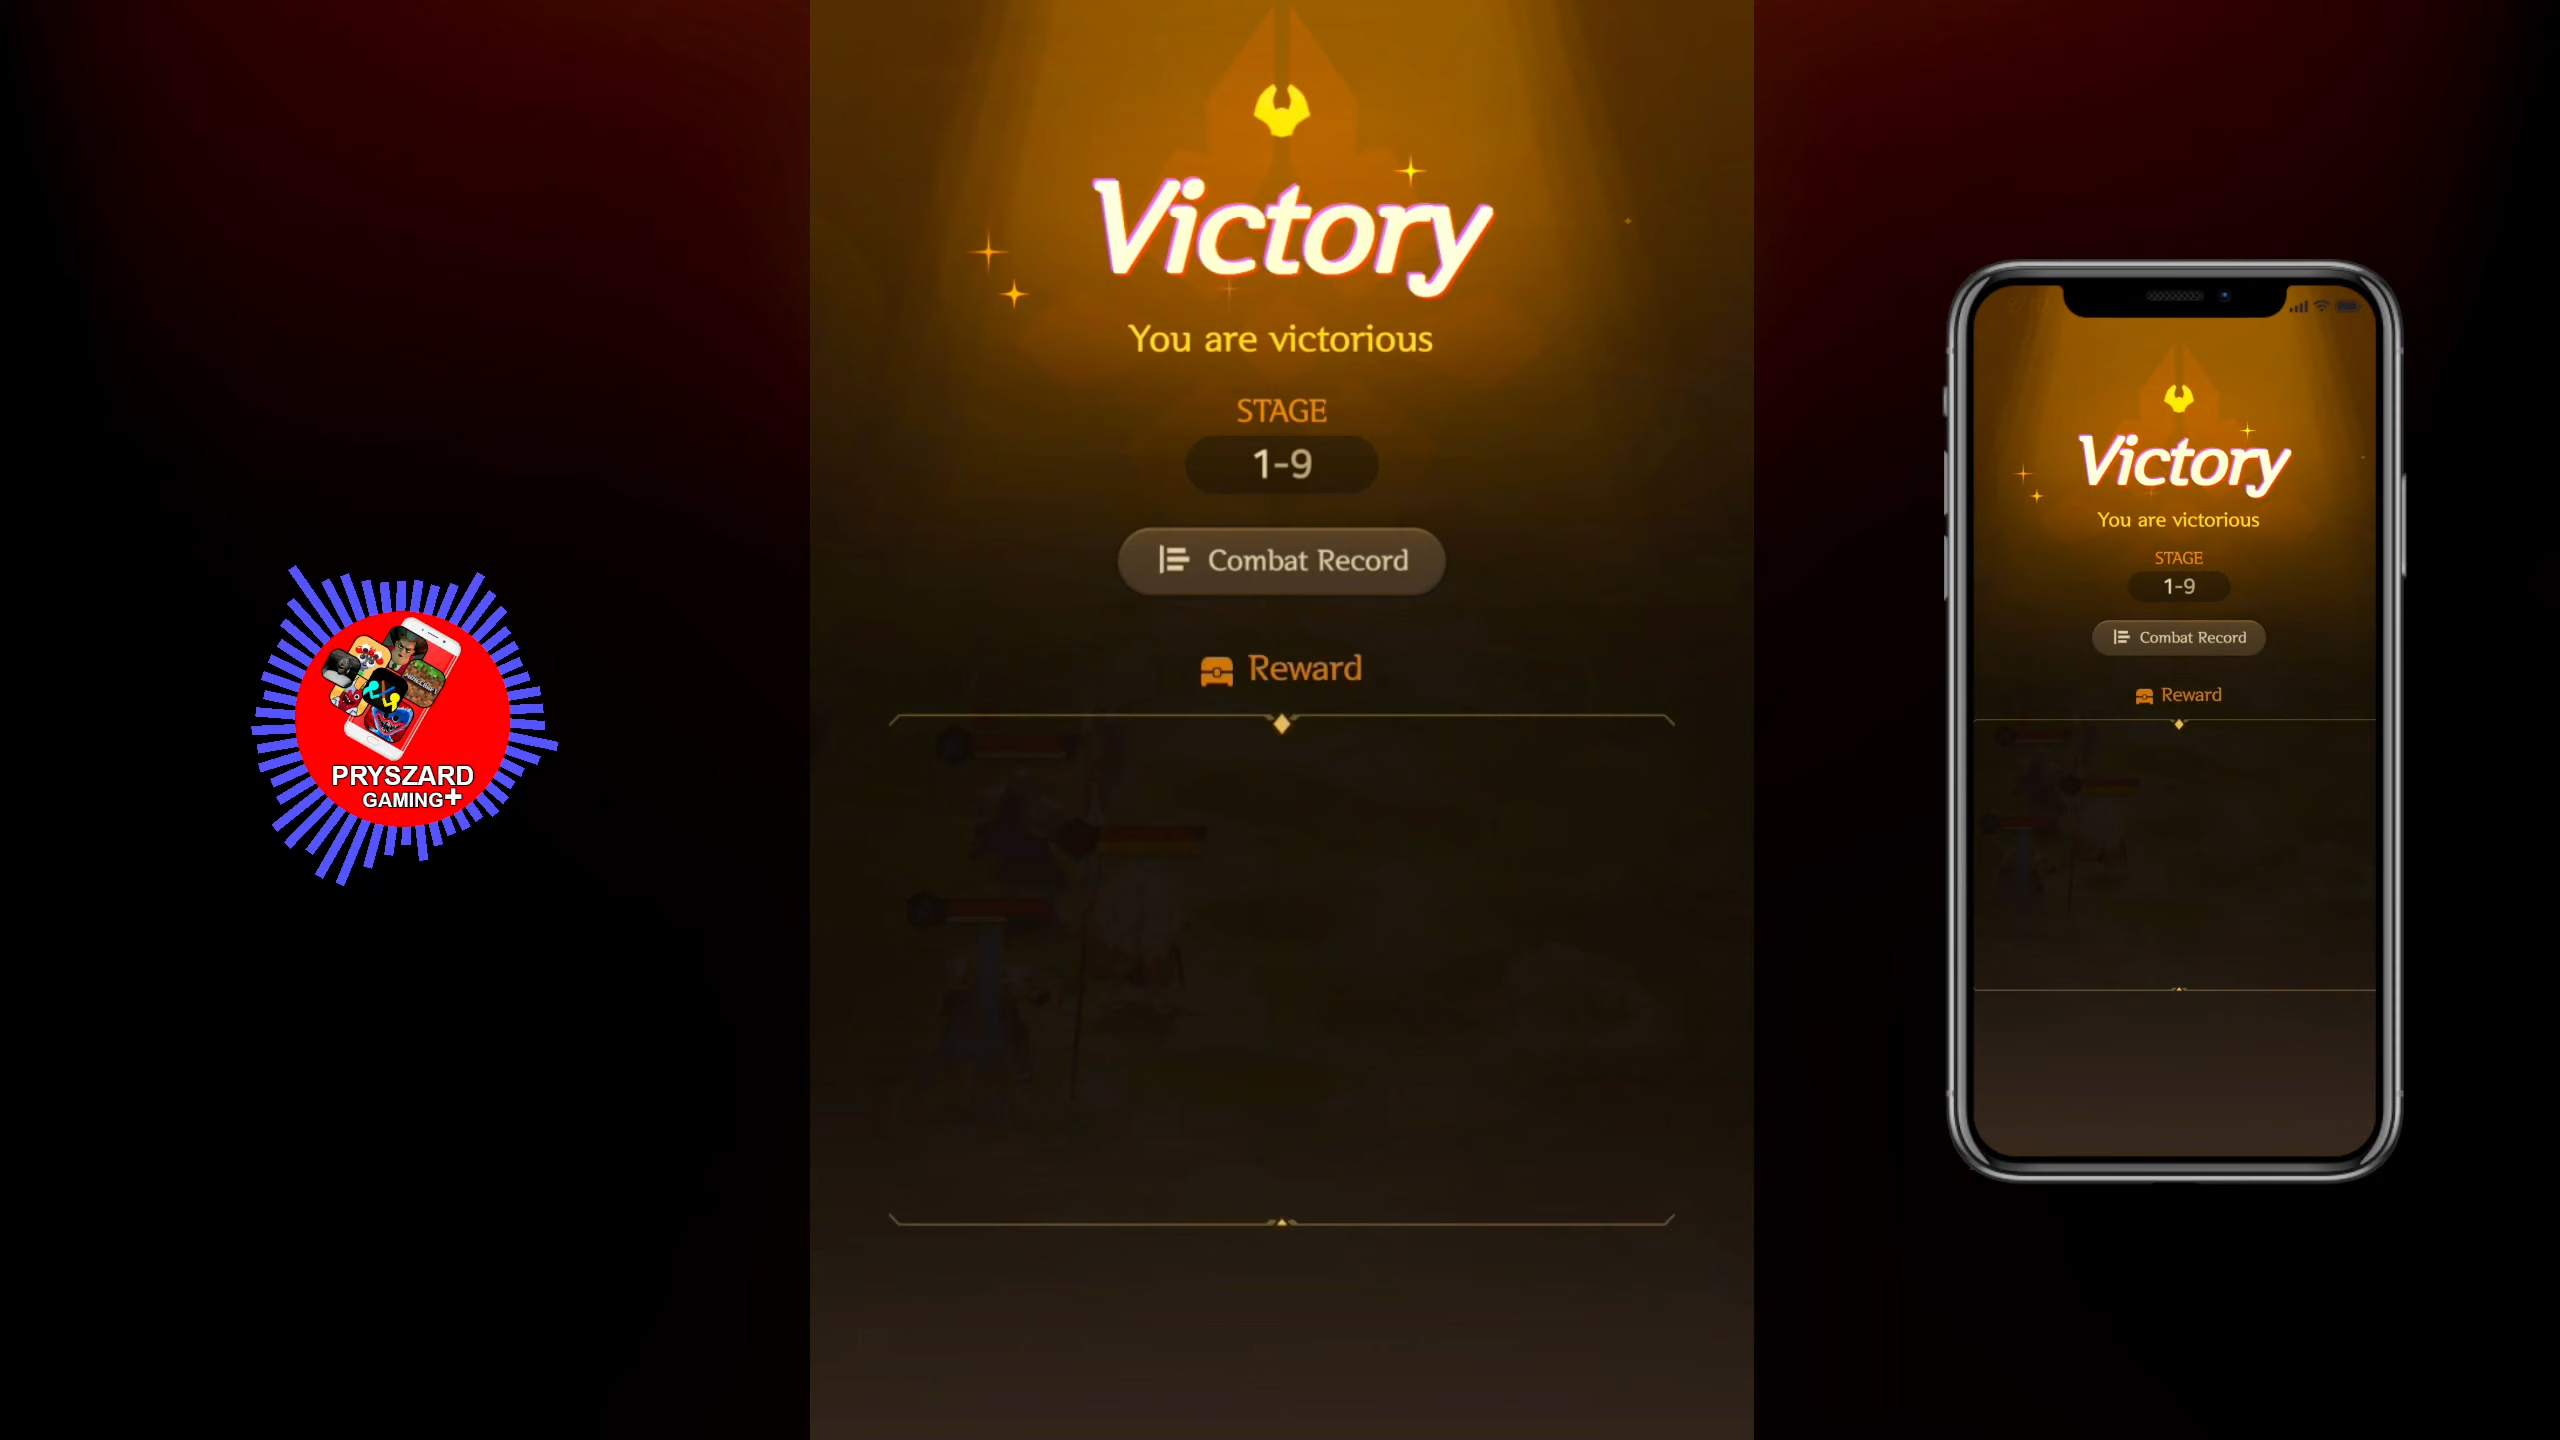 Victory
You are victorious
STAGE
1-9
Combat Record
Reward
PRYSZARD
GAMING+
Victory
You are victorious
STAGE
1-9
Combat Record
Reward